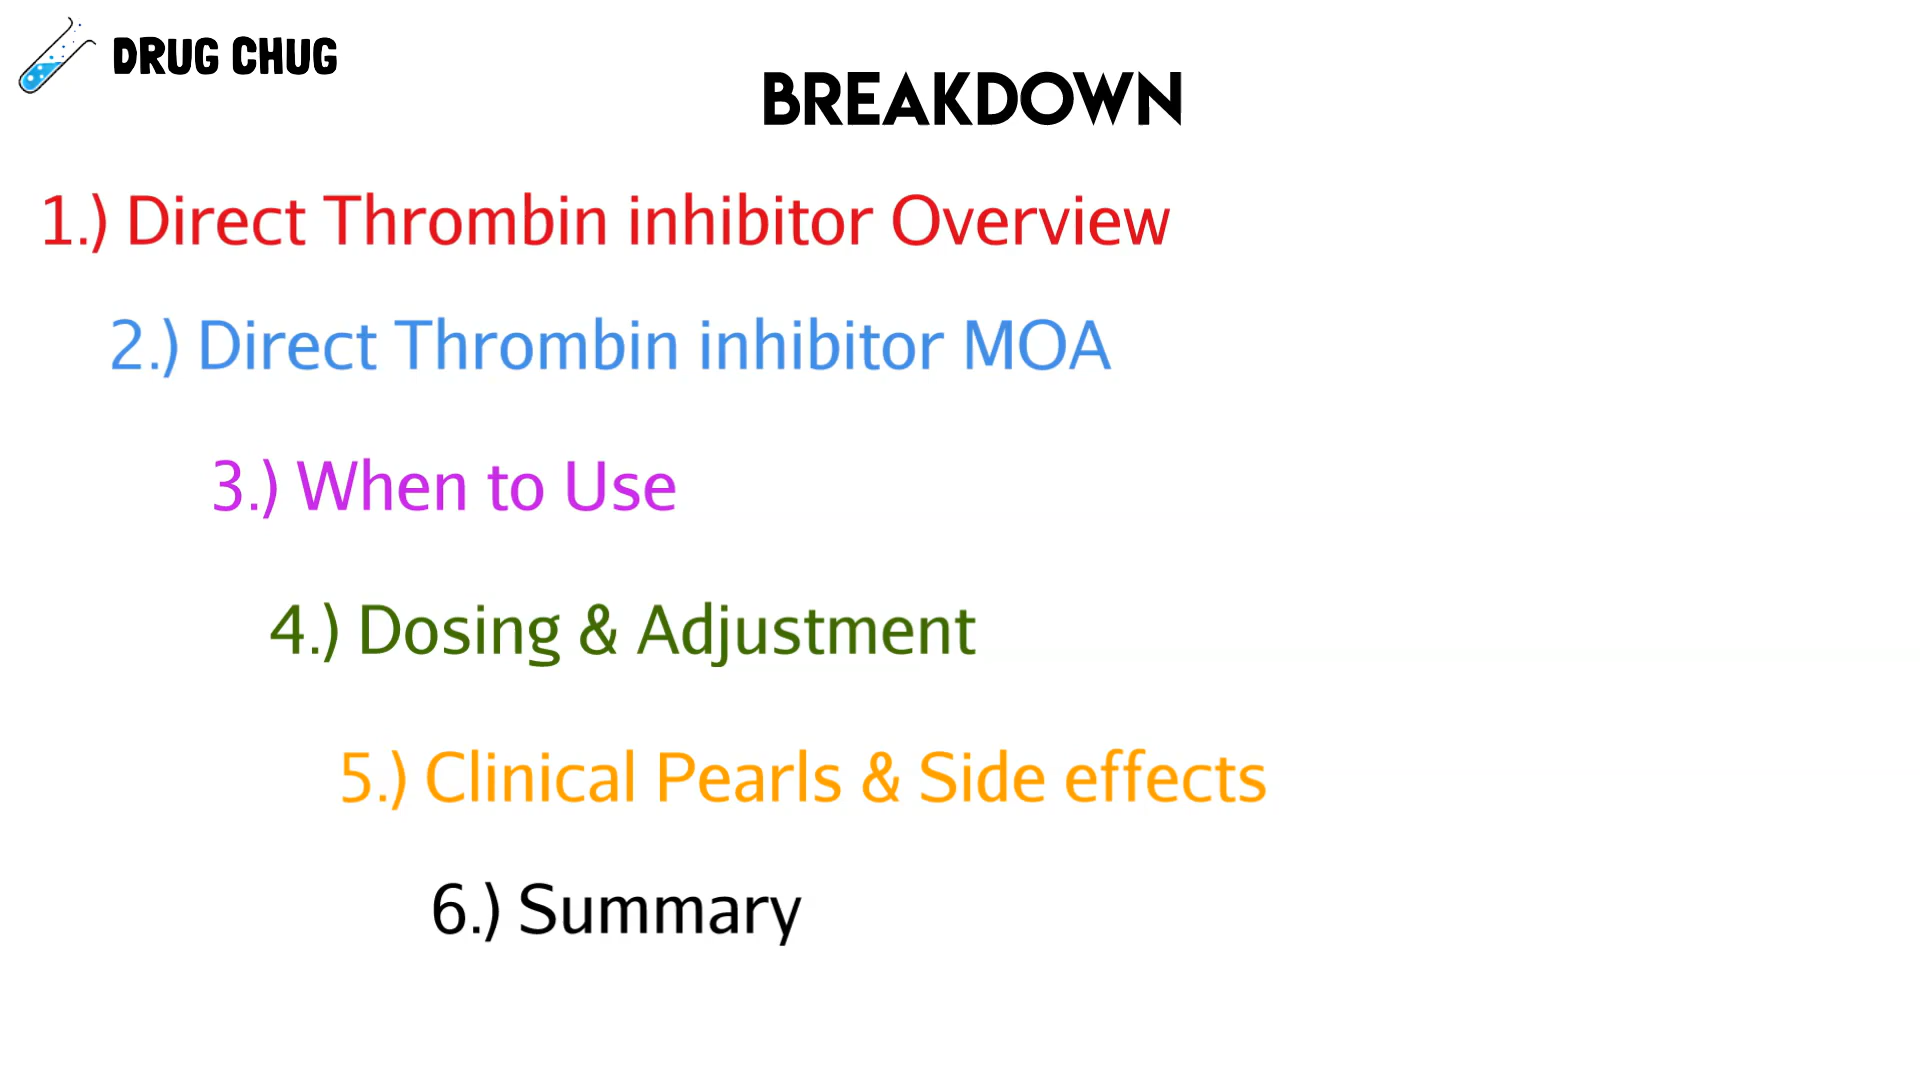 DRUG CHUG
BREAKDOWN
1.) Direct Thrombin inhibitor Overview
2.) Direct Thrombin inhibitor MOA
3.) When to Use
4.) Dosing & Adjustment
5.) Clinical Pearls & Side effects
6.) Summary